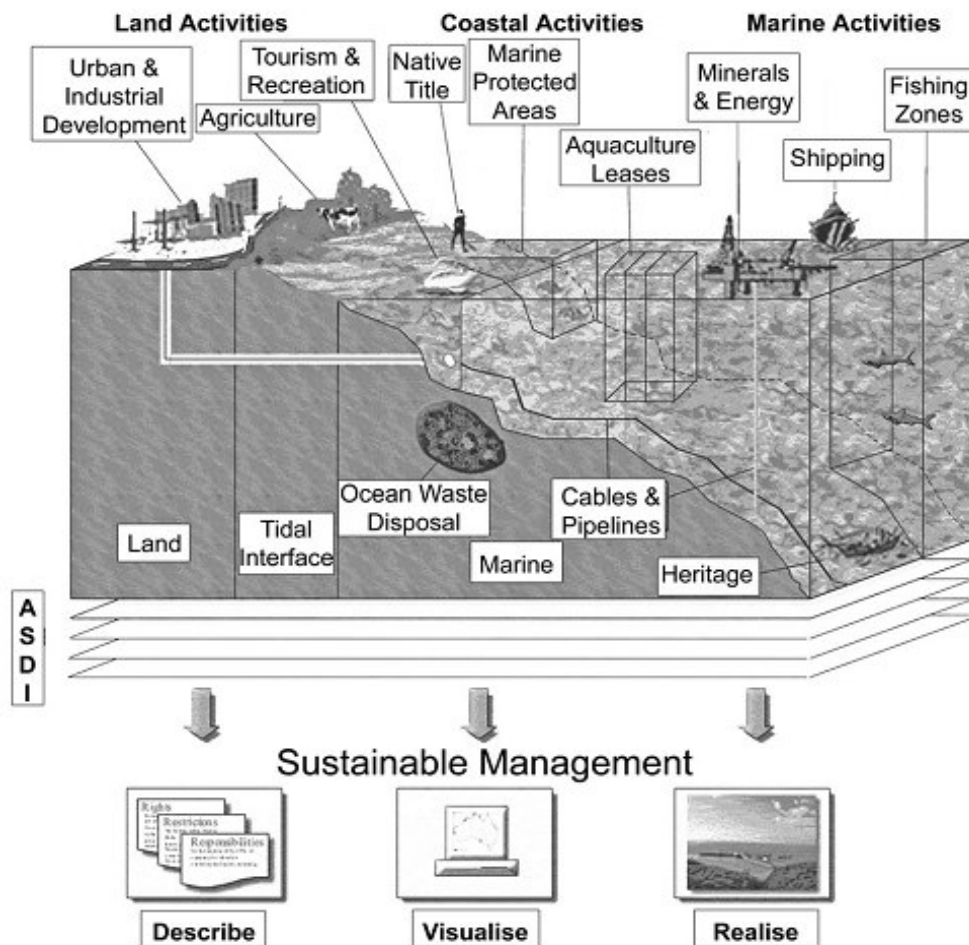 Land Activities
Coastal Activities
Marine Activities
Urban &
Industrial
Development
Agriculture
Tourism &
Recreation
Native
Title
Marine
Protected
Areas
Aquaculture
Leases
Minerals
& Energy
Shipping
Fishing
Zones
Ocean Waste
Disposal
Cables &
Pipelines
Land
Tidal
Interface
Marine
Heritage
A
S
D
I
Sustainable Management
Rights
Restrictions
Responsibilities
Describe
Visualise
Realise